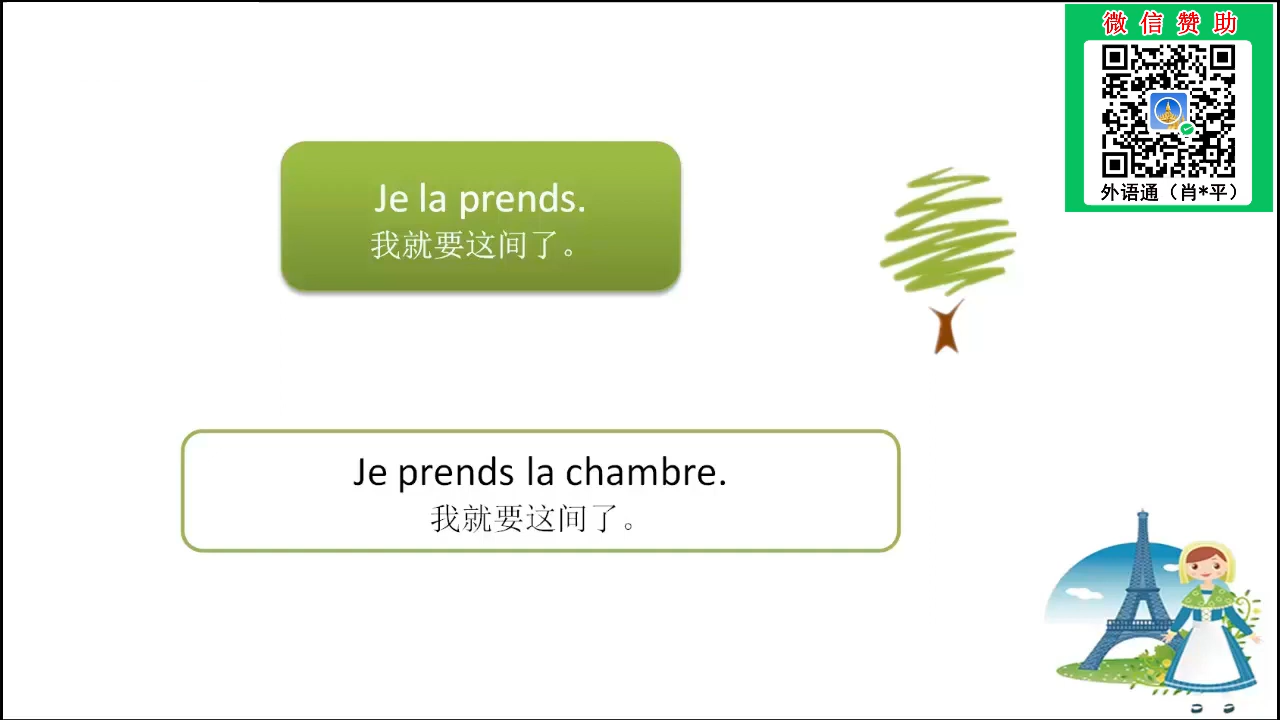 微信赞助
外语通（肖*平）
Je la prends.
我就要这间了。
Je prends la chambre.
我就要这间了。